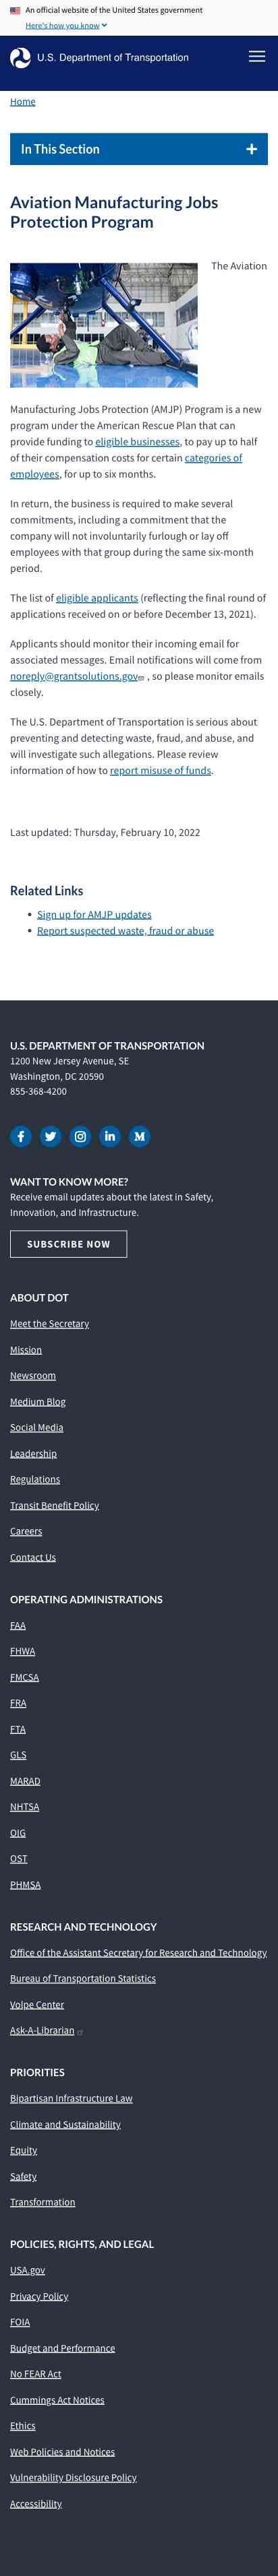 An official website of the United States government
Here's how you know
U.S. Department of Transportation
Home
In This Section
Aviation Manufacturing Jobs
Protection Program
The Aviation
Manufacturing Jobs Protection (AMJP) Program is a new
program under the American Rescue Plan that can
provide funding to eligible businesses, to pay up to half
of their compensation costs for certain categories of
employees, for up to six months.
In return, the business is required to make several
commitments, including a commitment that the
company will not involuntarily furlough or lay off
employees with that group during the same six-month
period.
The list of eligible applicants (reflecting the final round of
applications received on or before December 13, 2021).
Applicants should monitor their incoming email for
associated messages. Email notifications will come from
noreply@grantsolutions.gov , so please monitor emails
closely.
The U.S. Department of Transportation is serious about
preventing and detecting waste, fraud, and abuse, and
will investigate such allegations. Please review
information of how to report misuse of funds.
Last updated: Thursday, February 10, 2022
Related Links
• Sign up for AMJP updates
• Report suspected waste, fraud or abuse
U.S. DEPARTMENT OF TRANSPORTATION
1200 New Jersey Avenue, SE
Washington, DC 20590
855-368-4200
WANT TO KNOW MORE?
Receive email updates about the latest in Safety,
Innovation, and Infrastructure.
SUBSCRIBE NOW
ABOUT DOT
Meet the Secretary
Mission
Newsroom
Medium Blog
Social Media
Leadership
Regulations
Transit Benefit Policy
Careers
Contact Us
OPERATING ADMINISTRATIONS
FAA
FHWA
FMCSA
FRA
FTA
GLS
MARAD
NHTSA
OIG
OST
PHMSA
RESEARCH AND TECHNOLOGY
Office of the Assistant Secretary for Research and Technology
Bureau of Transportation Statistics
Volpe Center
Ask-A-Librarian
PRIORITIES
Bipartisan Infrastructure Law
Climate and Sustainability
Equity
Safety
Transformation
POLICIES, RIGHTS, AND LEGAL
USA.gov
Privacy Policy
FOIA
Budget and Performance
No FEAR Act
Cummings Act Notices
Ethics
Web Policies and Notices
Vulnerability Disclosure Policy
Accessibility